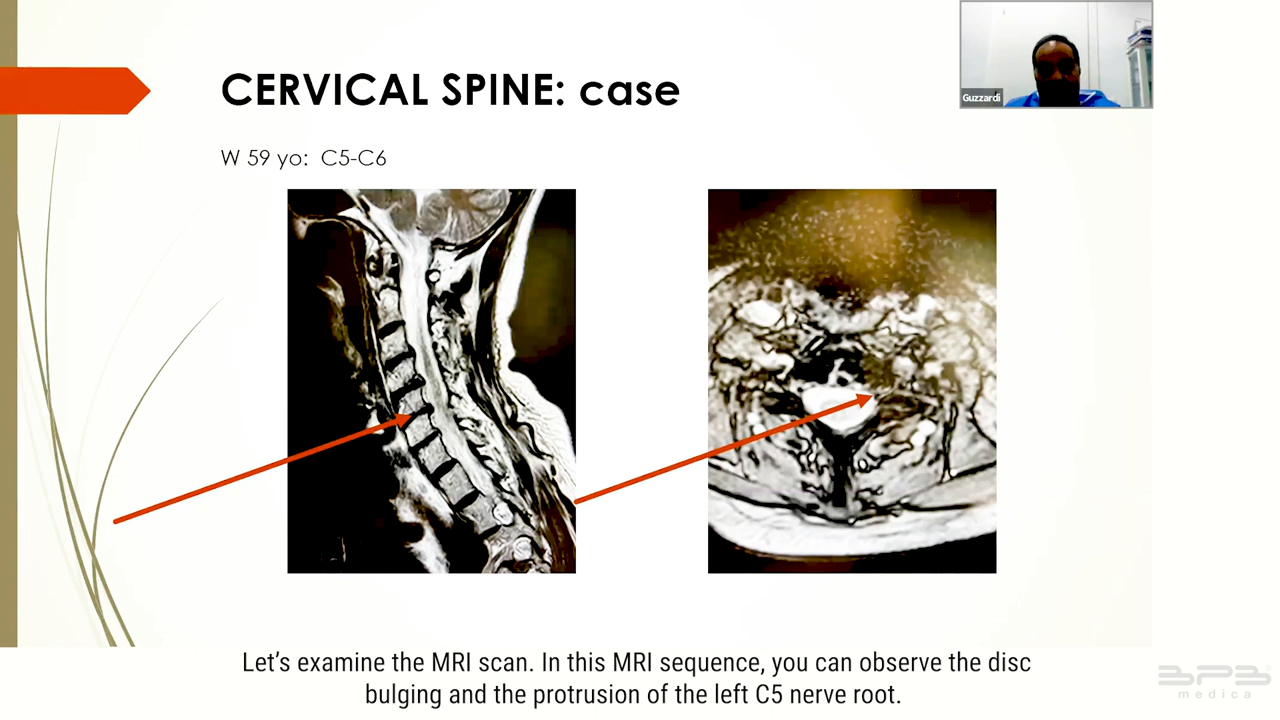 CERVICAL SPINE: case
Guzzardi
W 59 yo: C5-C6
Let's examine the MRI scan. In this MRI sequence, you can observe the disc
bulging and the protrusion of the left C5 nerve root.
BPB
medica